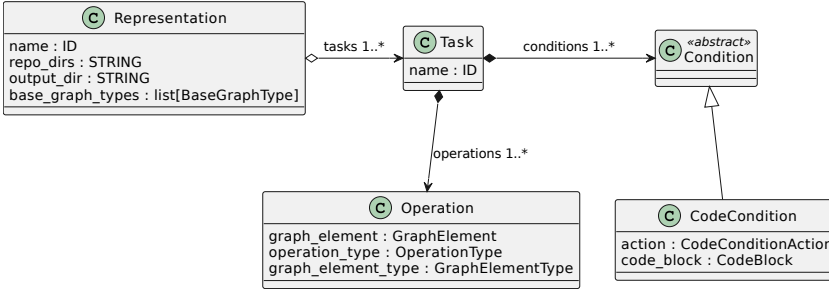 C Representation
name : ID
repo_dirs : STRING
output_dir : STRING
base_graph_types : list[BaseGraphType]
tasks 1..*
C Task
name : ID
conditions 1..*
C «abstract»
Condition
operations 1..*
C Operation
graph_element : GraphElement
operation_type : OperationType
graph_element_type : GraphElementType
C CodeCondition
action : CodeConditionAction
code_block : CodeBlock